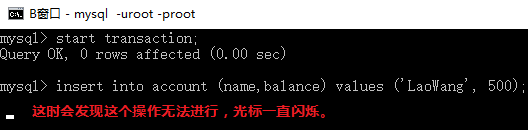 B窗口 - mysql  -uroot -proot
mysql> start transaction;
Query OK, 0 rows affected (0.00 sec)
mysql> insert into account (name,balance) values ('LaoWang', 500);
这时会发现这个操作无法进行，光标一直闪烁。